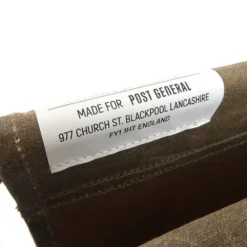 MADE FOR POST GENERAL
977 CHURCH ST. BLACKPOOL LANCASHIRE
FY1 1HT ENGLAND